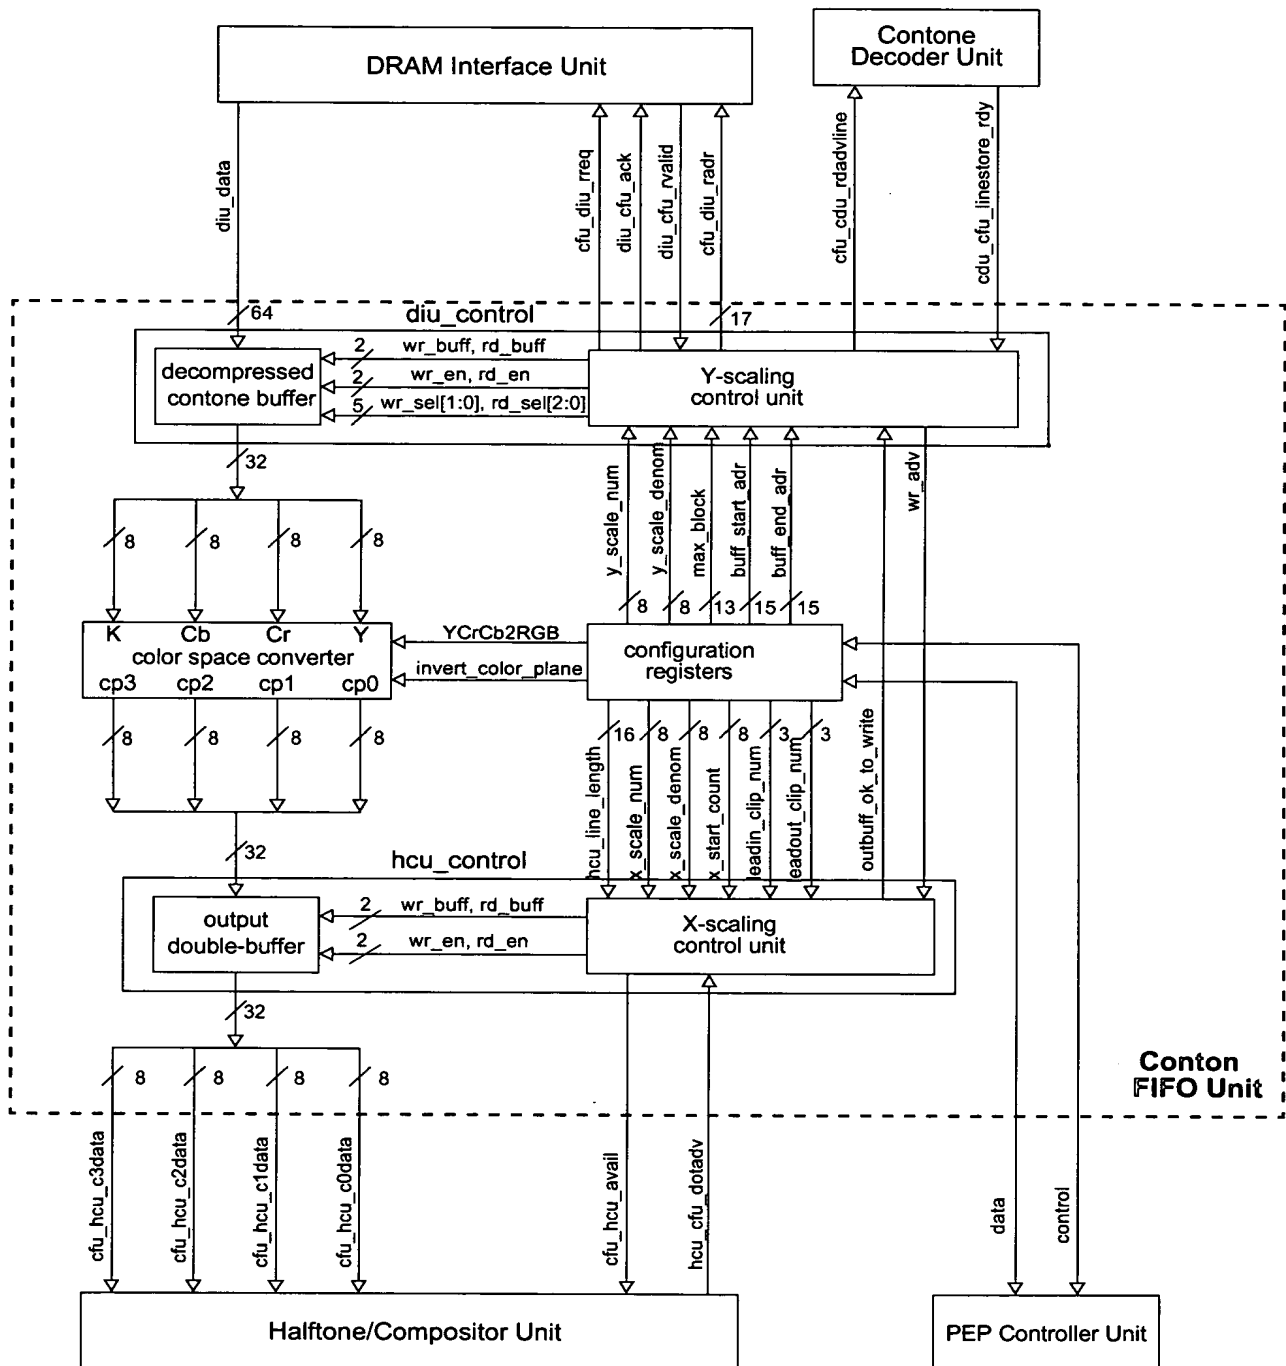 DRAM Interface Unit
Contone
Decoder Unit
diu_data
cfu_diu_rreq
diu_cfu_ack
diu_cfu_rvalid
cfu_diu_radr
cfu_cdu_rdadvline
cdu_cfu_linestore_rdy
64
diu_control
17
decompressed
contone buffer
2
wr_buff, rd_buff
2
wr_en, rd_en
5
wr_sel[1:0], rd_sel[2:0]
Y-scaling
control unit
32
8
8
8
8
y_scale_num
y_scale_denom
max_block
buff_start_adr
buff_end_adr
wr_adv
8
8
13
15
15
K
Cb
Cr
Y
color space converter
cp3
cp2
cp1
cp0
YCrCb2RGB
invert_color_plane
configuration
registers
8
8
8
8
16
8
8
8
3
3
hcu_line_length
x_scale_num
x_scale_denom
x_start_count
leadin_clip_num
leadout_clip_num
outbuff_ok_to_write
32
hcu_control
output
double-buffer
2
wr_buff, rd_buff
2
wr_en, rd_en
X-scaling
control unit
32
8
8
8
8
Conton
FIFO Unit
cfu_hcu_c3data
cfu_hcu_c2data
cfu_hcu_c1data
cfu_hcu_c0data
cfu_hcu_avail
hcu_cfu_dotadv
data
control
Halftone/Compositor Unit
PEP Controller Unit